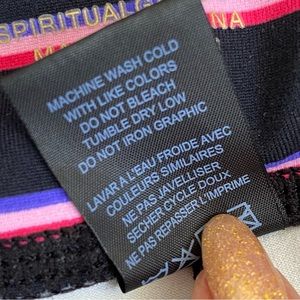 SPIRITUAL G
NA
MACHINE WASH COLD
WITH LIKE COLORS
DO NOT BLEACH
TUMBLE DRY LOW
DO NOT IRON GRAPHIC
LAVAR A L'EAU FROIDE AVEC
COULEURS SIMILAIRES
NE PAS JAVELLISER
SECHER CYCLE DOUX
NE PAS REPASSER L'IMPRIME